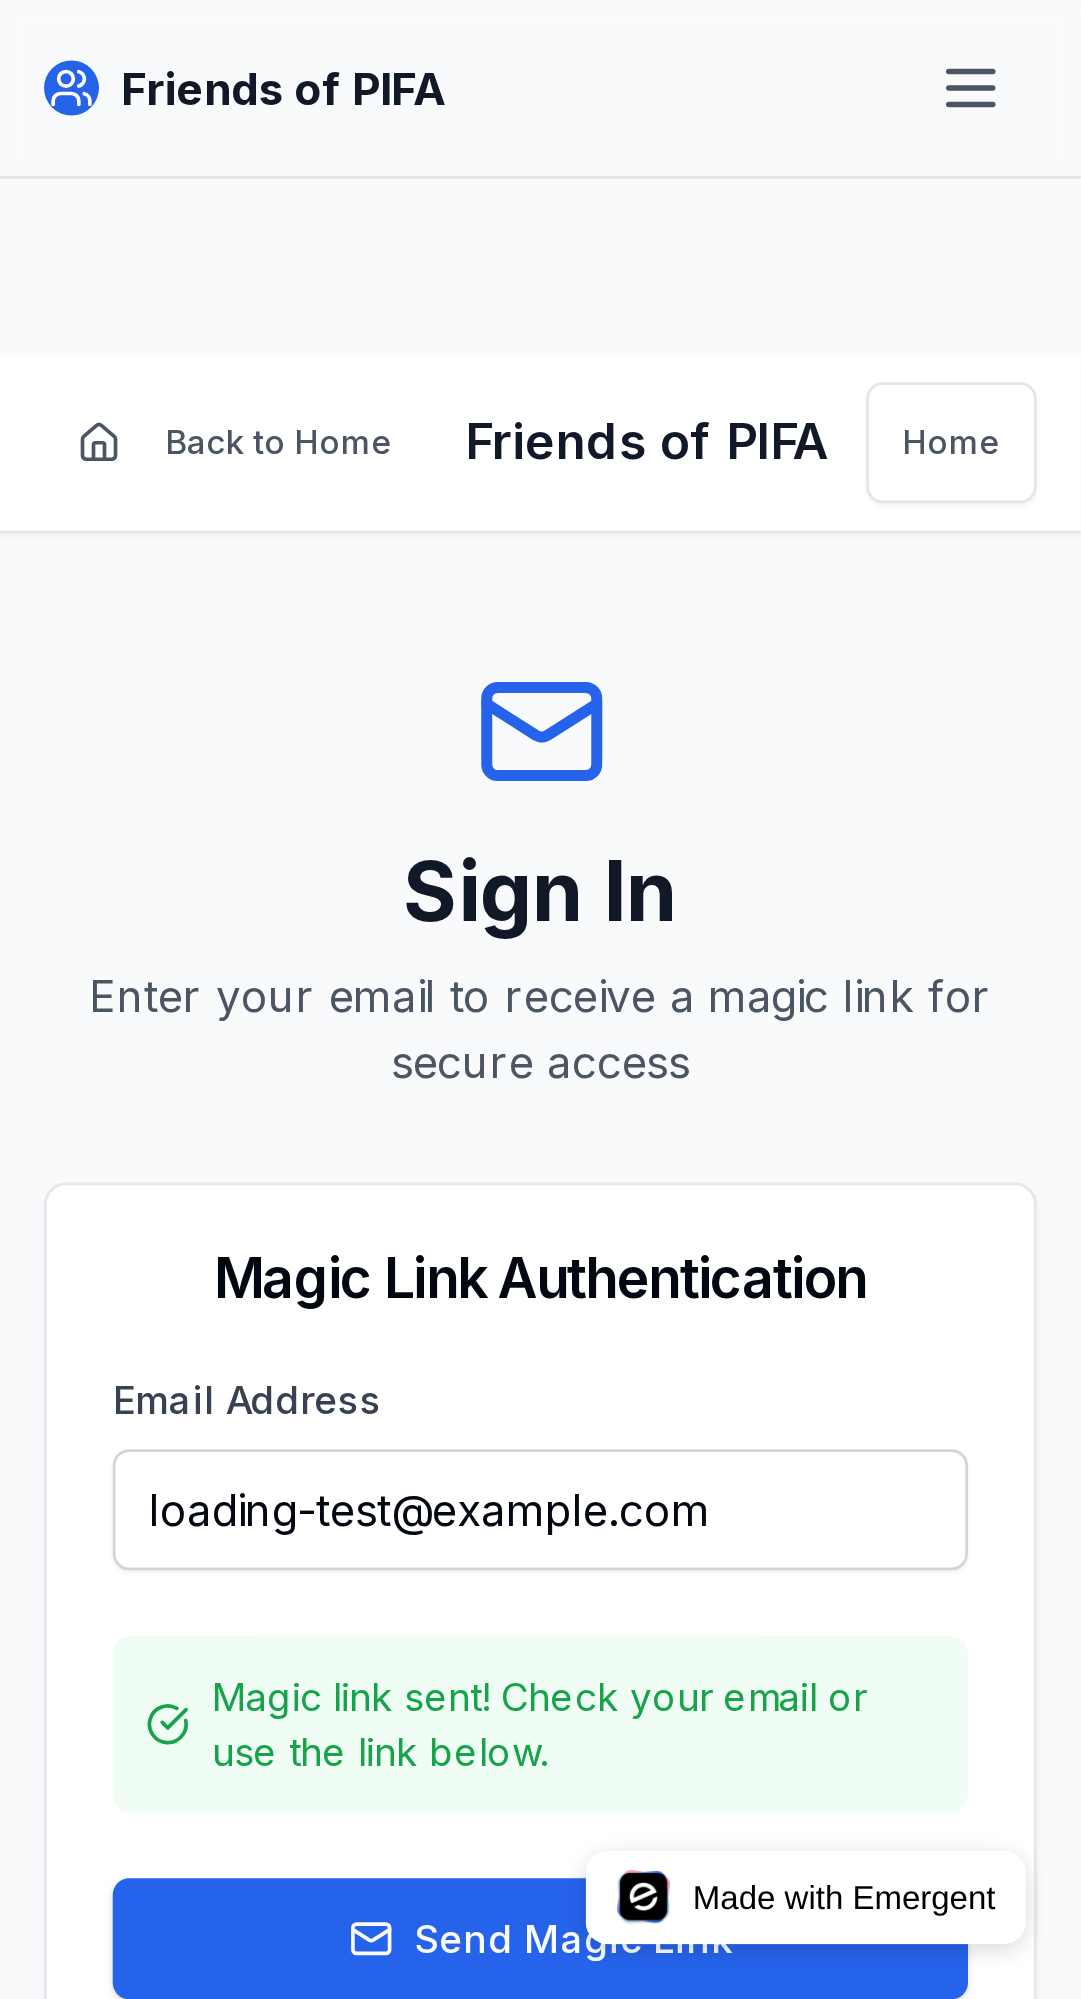 Friends of PIFA
Back to Home
Friends of PIFA
Home
Sign In
Enter your email to receive a magic link for
secure access
Magic Link Authentication
Email Address
loading-test@example.com
Magic link sent! Check your email or
use the link below.
Made with Emergent
Send Magic Link